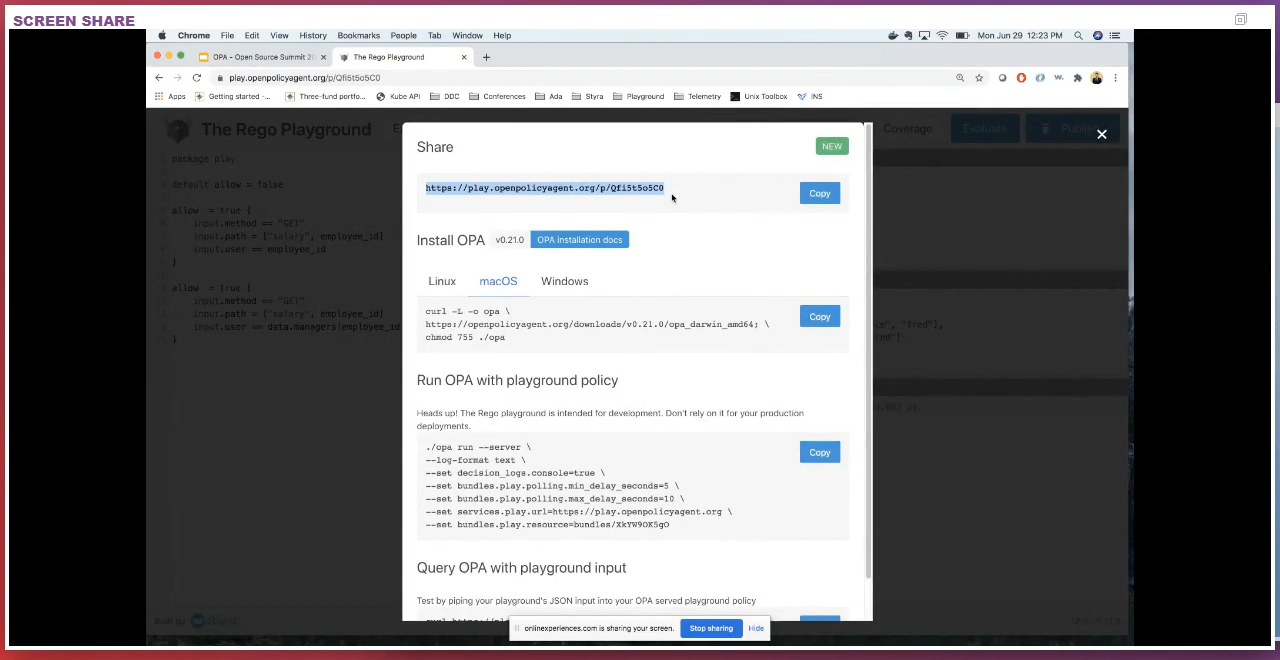 SCREEN SHARE
Chrome File Edit View History Bookmarks People Tab Window Help
Mon Jun 29 12:23 PM
OPA - Open Source Summit 20
The Rego Playground
play.openpolicyagent.org/p/Qfi5t5o5C0
Apps Getting started -... Three-fund portfo... Kube API DDC Conferences Ada Styra Playground Telemetry Unix Toolbox INS
The Rego Playground
Coverage Evaluate Publish
package play
default allow = false
allow = true {
input.method == "GET"
input.path = ["salary", employee_id]
input.user == employee_id
}
allow = true {
input.method == "GET"
input.path = ["salary", employee_id]
input.user == data.managers[employee_id
}
"fred"],
Share
NEW
https://play.openpolicyagent.org/p/Qfi5t5o5C0
Copy
Install OPA v0.21.0 OPA installation docs
Linux macOS Windows
curl -L -o opa \
https://openpolicyagent.org/downloads/v0.21.0/opa_darwin_amd64; \
chmod 755 ./opa
Copy
Run OPA with playground policy
Heads up! The Rego playground is intended for development. Don't rely on it for your production
deployments.
./opa run --server \
--log-format text \
--set decision_logs.console=true \
--set bundles.play.polling.min_delay_seconds=5 \
--set bundles.play.polling.max_delay_seconds=10 \
--set services.play.url=https://play.openpolicyagent.org \
--set bundles.play.resource=bundles/XkYW9OK5gO
Copy
Query OPA with playground input
Test by piping your playground's JSON input into your OPA served playground policy
onlinexperiences.com is sharing your screen. Stop sharing Hide